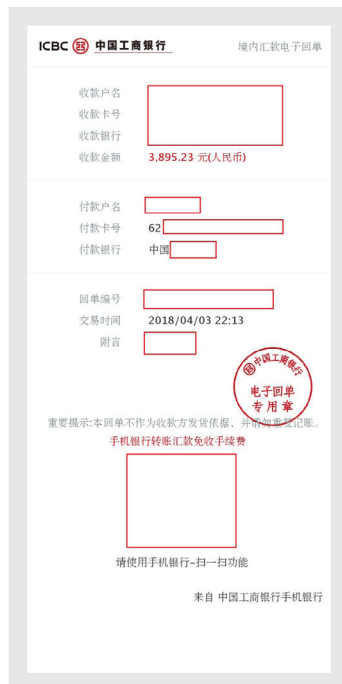 ICBC 中国工商银行 境内汇款电子回单
收款户名
收款卡号
收款银行
收款金额 3,895.23 元(人民币)
付款户名
付款卡号 62
付款银行 中国
回单编号
交易时间 2018/04/03 22:13
附言
中国工商银行
电子回单
专用章
重要提示:本回单不作为收款方发货依据，并请勿重复记账。
手机银行转账汇款免收手续费
请使用手机银行-扫一扫功能
来自 中国工商银行手机银行